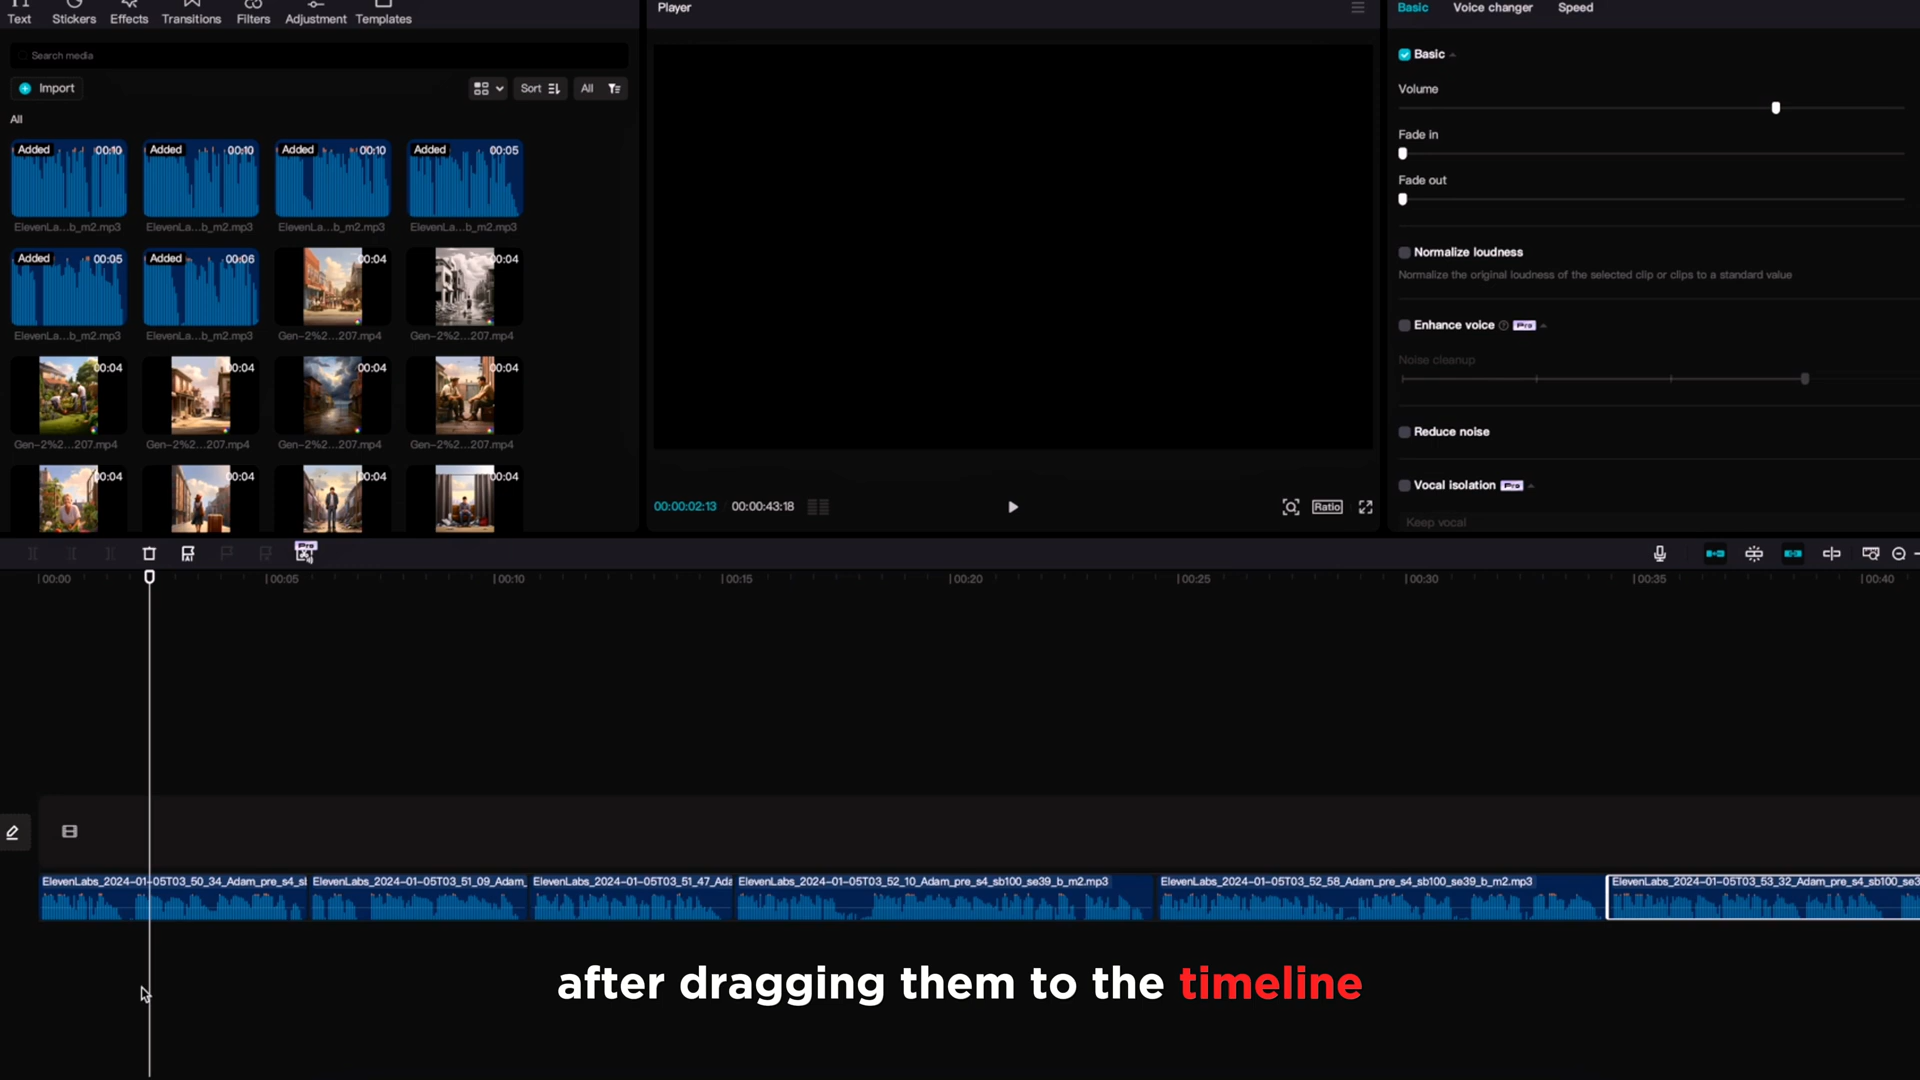 Text Stickers Effects Transitions Filters Adjustment Templates
Player
Basic Voice changer Speed
Search media
Import
Sort
All
All
Added 00:10
Added 00:10
Added 00:10
Added 00:05
ElevenLa...b_m2.mp3
ElevenLa...b_m2.mp3
ElevenLa...b_m2.mp3
ElevenLa...b_m2.mp3
Added 00:05
Added 00:06
00:04
00:04
ElevenLa...b_m2.mp3
ElevenLa...b_m2.mp3
Gen-2%2...207.mp4
Gen-2%2...207.mp4
00:04
00:04
00:04
00:04
Gen-2%2...207.mp4
Gen-2%2...207.mp4
Gen-2%2...207.mp4
Gen-2%2...207.mp4
00:04
00:04
00:04
00:04
00:00:02:13
00:00:43:18
Ratio
Basic
Volume
Fade in
Fade out
Normalize loudness
Normalize the original loudness of the selected clip or clips to a standard value
Enhance voice Pro
Noise cleanup
Reduce noise
Vocal isolation Pro
Keep vocal
Pro
00:00 00:05 00:10 00:15 00:20 00:25 00:30 00:35 00:40
ElevenLabs_2024-01-05T03_50_34_Adam_pre_s4_sb
ElevenLabs_2024-01-05T03_51_09_Adam_
ElevenLabs_2024-01-05T03_51_47_Ada
ElevenLabs_2024-01-05T03_52_10_Adam_pre_s4_sb100_se39_b_m2.mp3
ElevenLabs_2024-01-05T03_52_58_Adam_pre_s4_sb100_se39_b_m2.mp3
ElevenLabs_2024-01-05T03_53_32_Adam_pre_s4_sb100_se3
after dragging them to the timeline